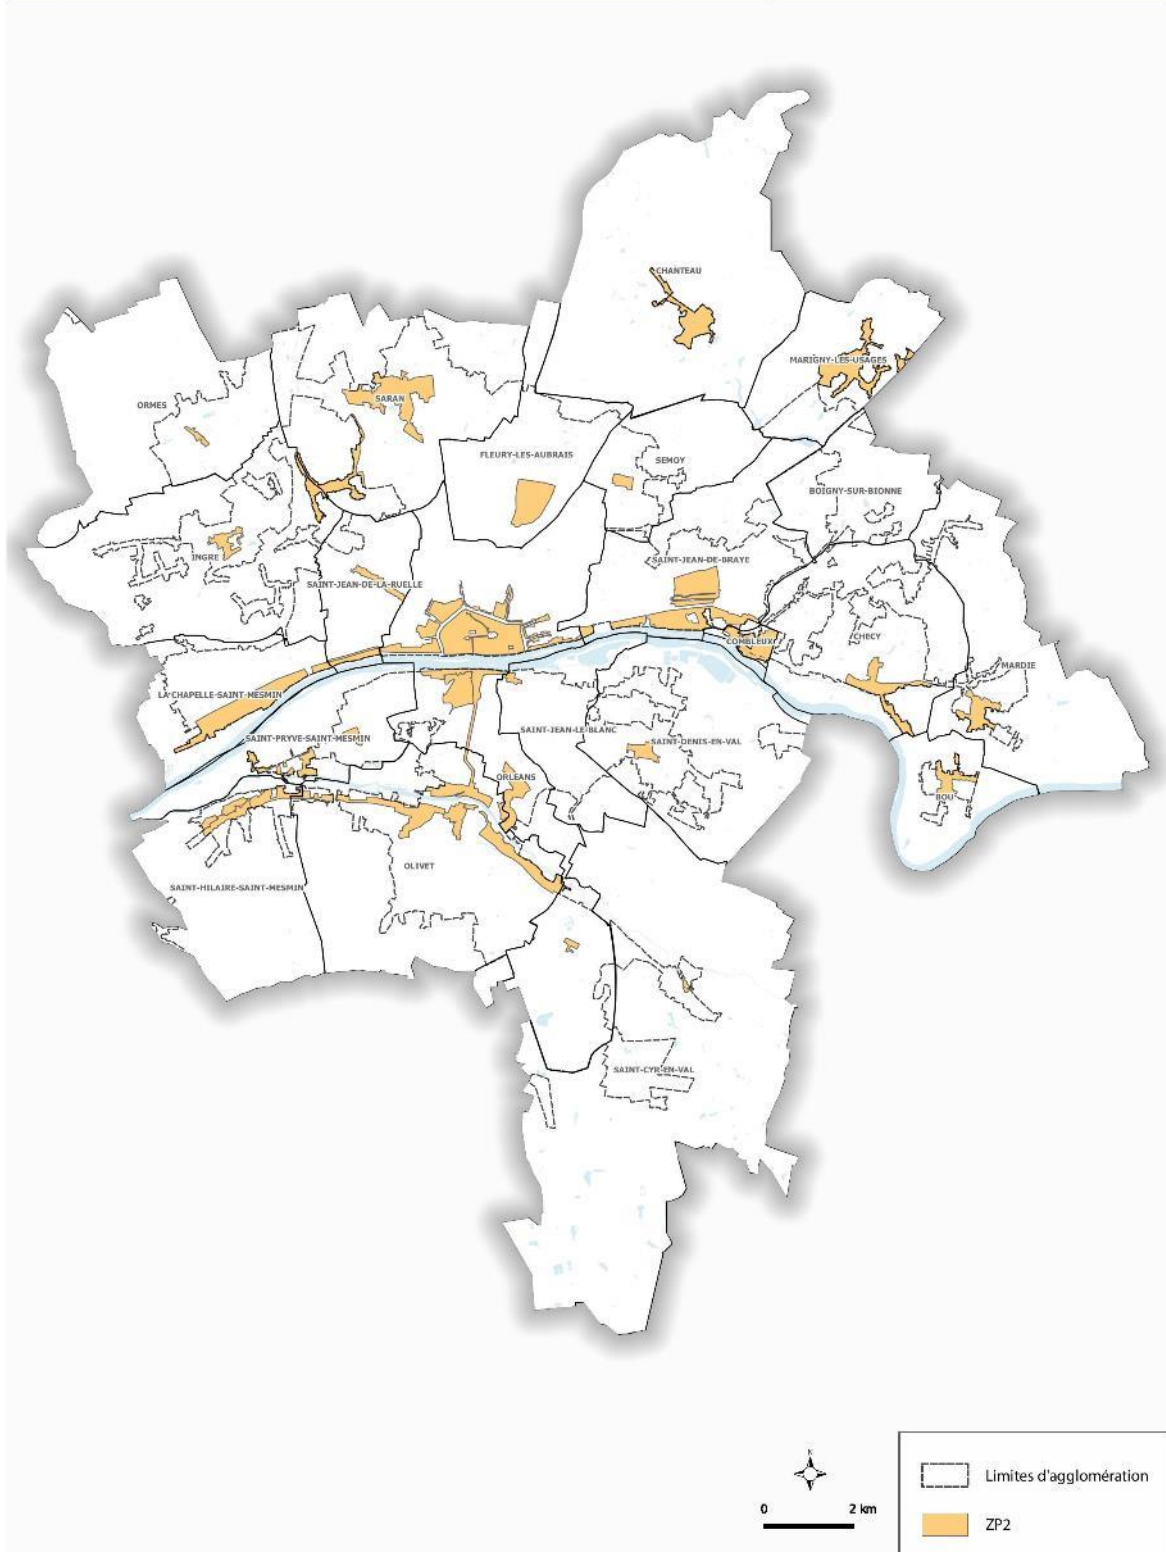 CHANTEAU
MARIGNY-LES-USAGES
ORMES
SARAN
FLEURY-LES-AUBRAIS
SEMOY
BOIGNY-SUR-BIONNE
INGRE
SAINT-JEAN-DE-LA-RUELLE
SAINT-JEAN-DE-BRAYE
COMBLEUX
CHECY
MARDIE
LA CHAPELLE-SAINT-MESMIN
SAINT-PRYVE-SAINT-MESMIN
SAINT-JEAN-LE-BLANC
SAINT-DENIS-EN-VAL
ORLEANS
BOU
OLIVET
SAINT-HILAIRE-SAINT-MESMIN
SAINT-CYR-EN-VAL
N
0 2 km
Limites d'agglomération
ZP2